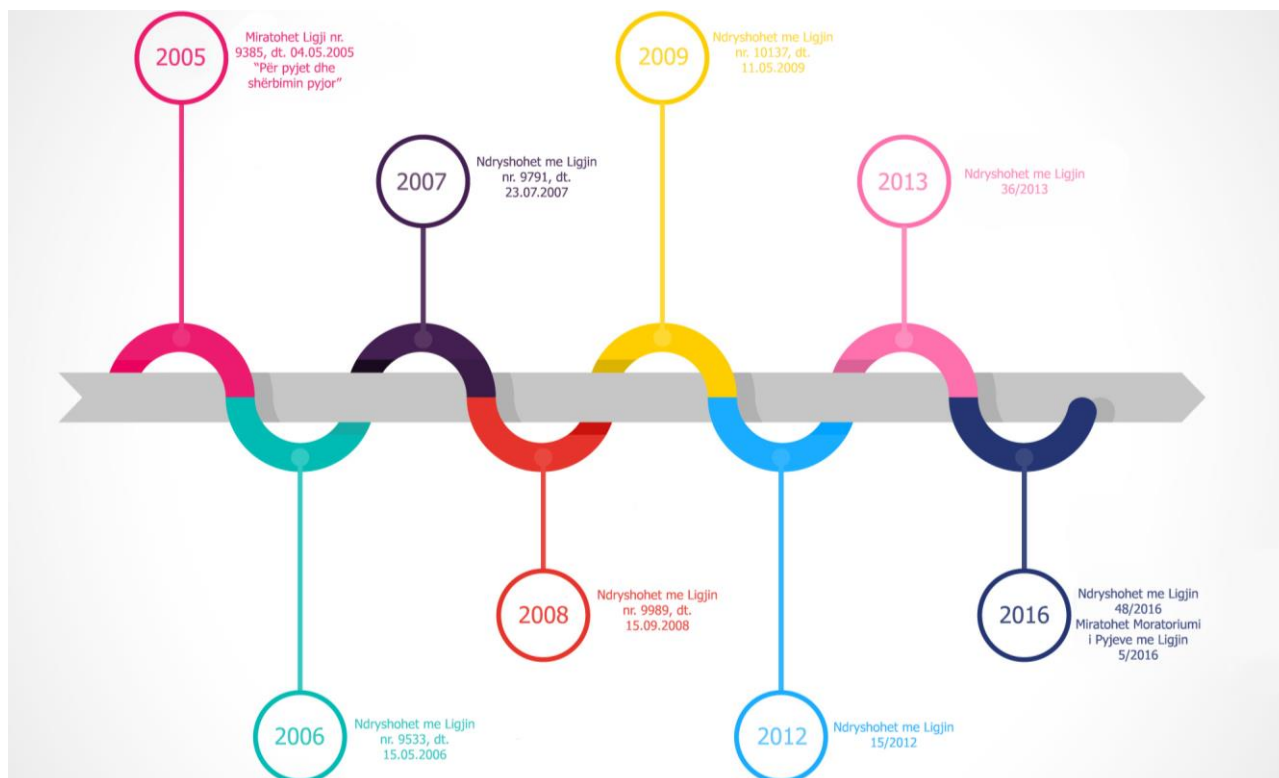 2005
Miratohet Ligji nr.
9385, dt. 04.05.2005
“Për pyjet dhe
shërbimin pyjor”
2006
Ndryshohet me Ligjin
nr. 9533, dt.
15.05.2006
2007
Ndryshohet me Ligjin
nr. 9791, dt.
23.07.2007
2008
Ndryshohet me Ligjin
nr. 9989, dt.
15.09.2008
2009
Ndryshohet me Ligjin
nr. 10137, dt.
11.05.2009
2012
Ndryshohet me Ligjin
15/2012
2013
Ndryshohet me Ligjin
36/2013
2016
Ndryshohet me Ligjin
48/2016
Miratohet Moratoriumi
i Pyjeve me Ligjin
5/2016